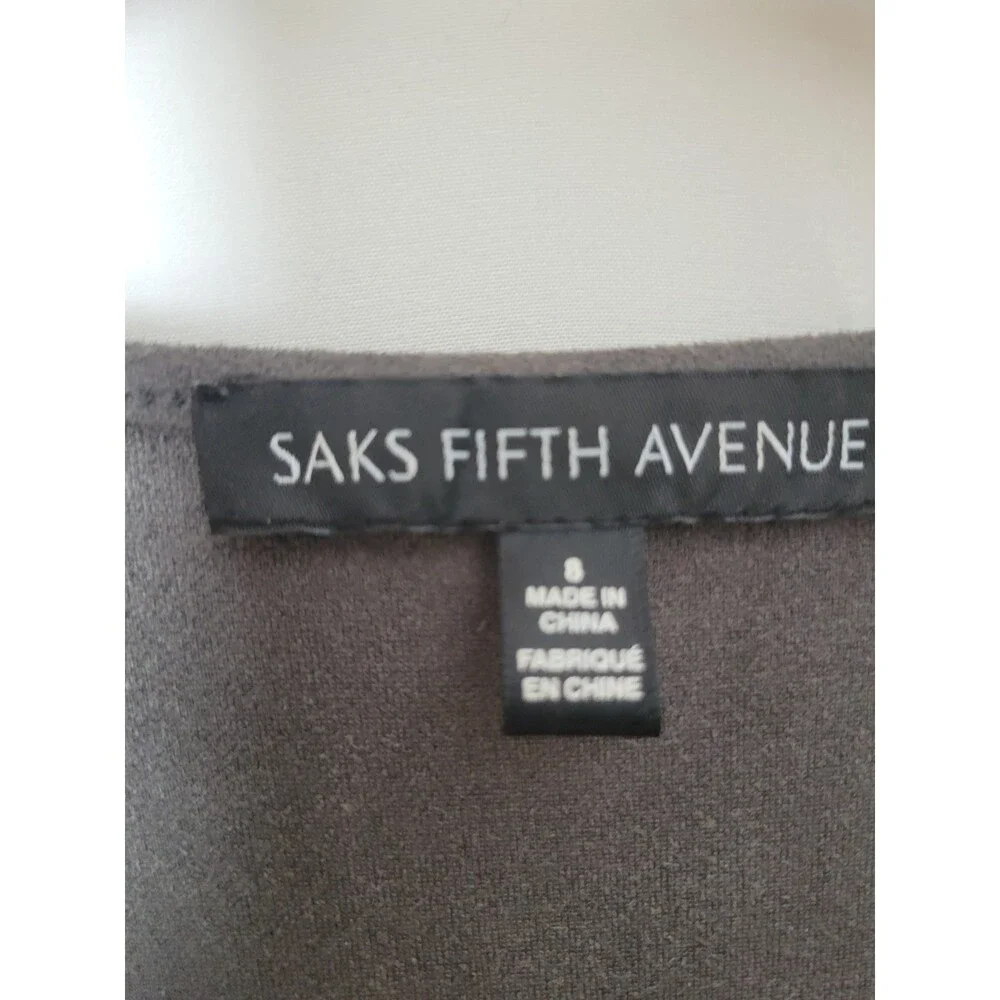 SAKS FIFTH AVENUE
8
MADE IN
CHINA
FABRIQUÉ
EN CHINE